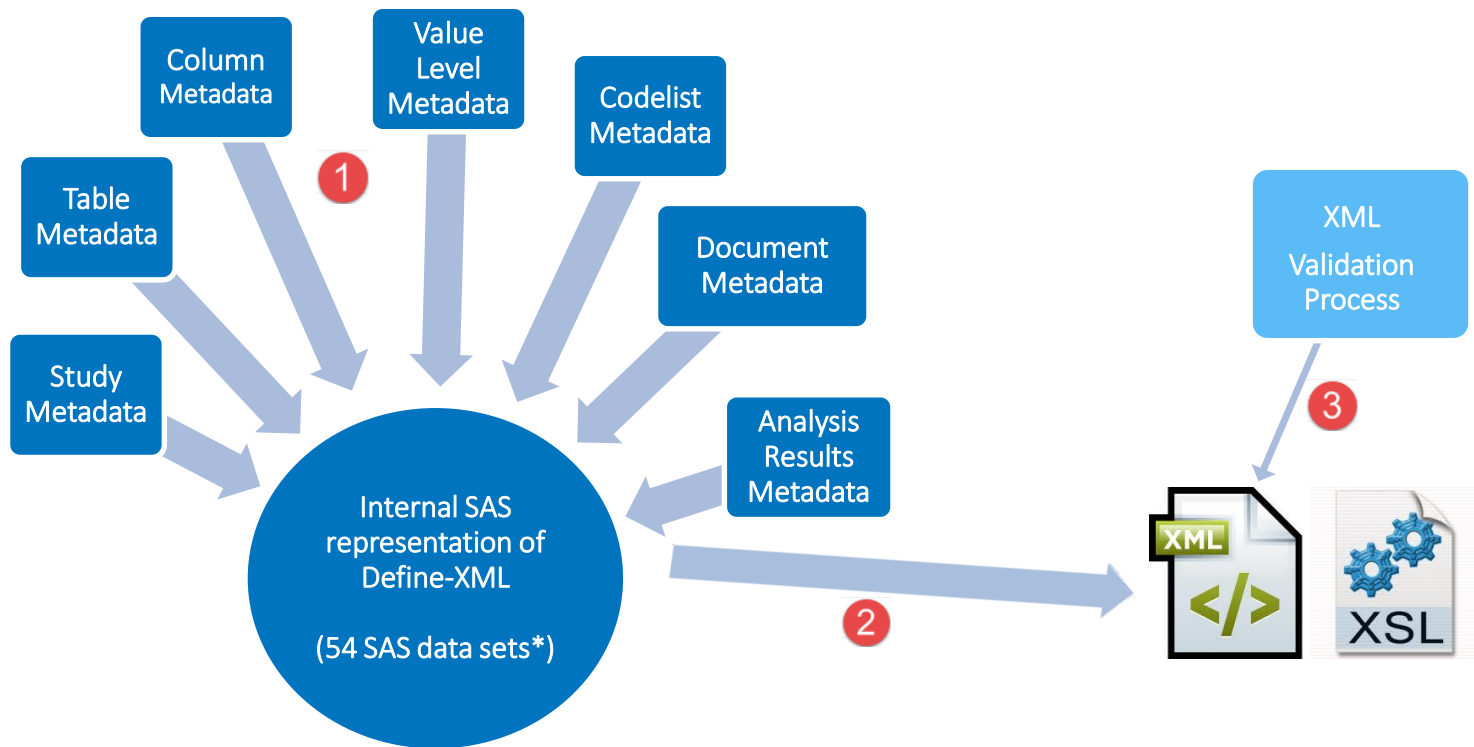 Value
Level
Metadata
Column
Metadata
Codelist
Metadata
1
Table
Metadata
XML
Validation
Process
Document
Metadata
Study
Metadata
3
Analysis
Results
Metadata
Internal SAS
representation of
Define-XML
(54 SAS data sets*)
XML
</>
XSL
2